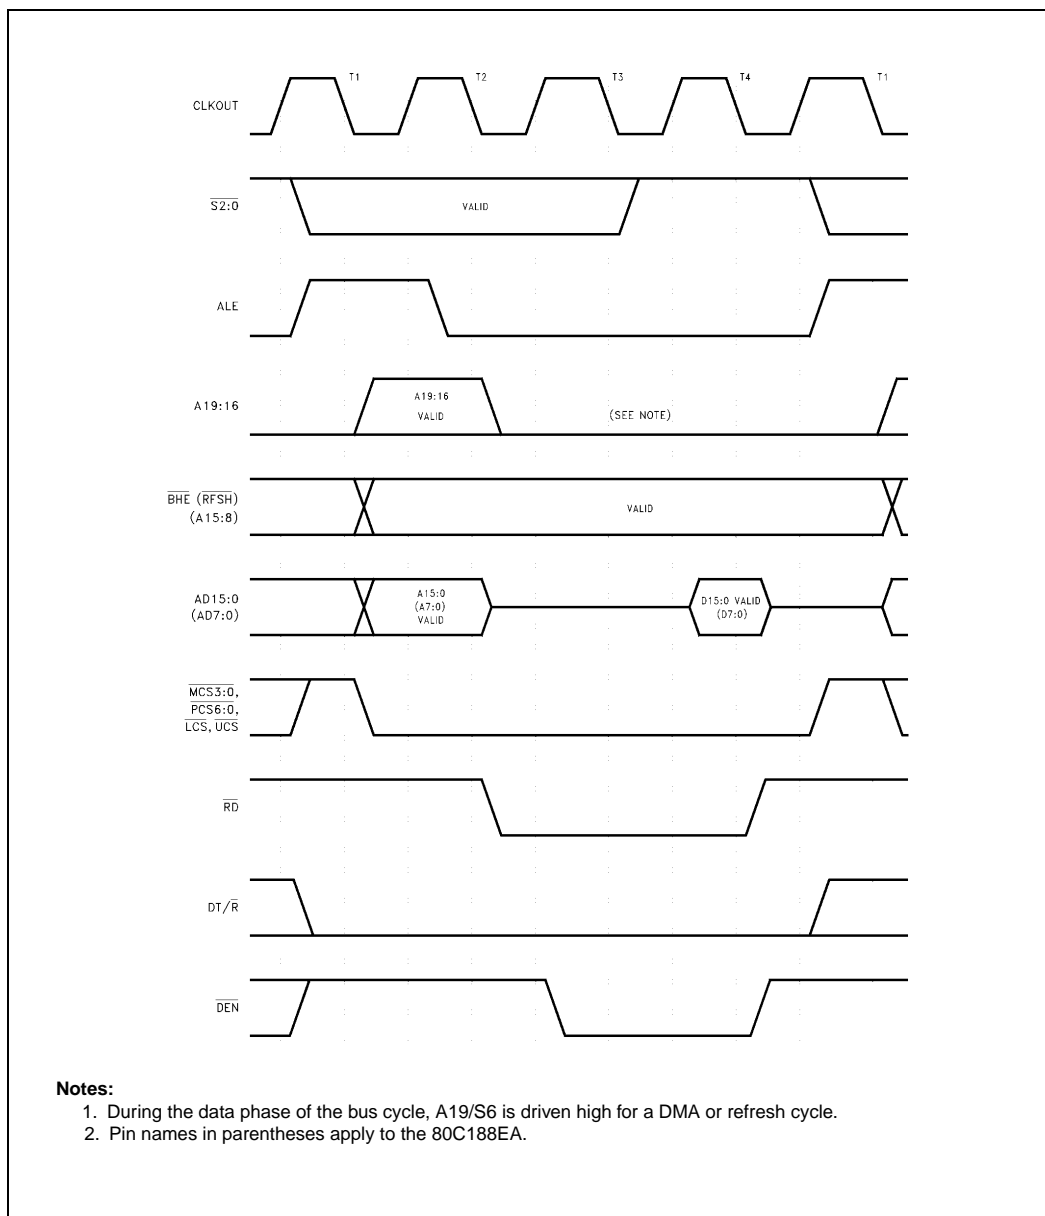 T1 T2 T3 T4 T1
CLKOUT
S2:0
VALID
ALE
A19:16
A19:16
VALID
(SEE NOTE)
BHE (RFSH)
(A15:8)
VALID
AD15:0
(AD7:0)
A15:0
(A7:0)
VALID
D15:0 VALID
(D7:0)
MCS3:0,
PCS6:0,
LCS, UCS
RD
DT/R
DEN
Notes:
1. During the data phase of the bus cycle, A19/S6 is driven high for a DMA or refresh cycle.
2. Pin names in parentheses apply to the 80C188EA.